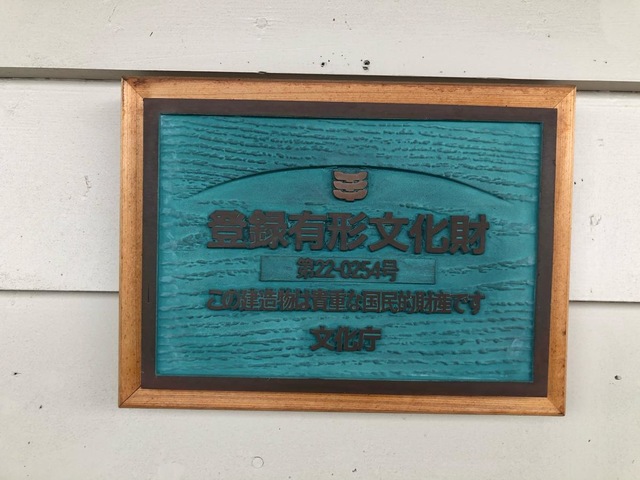 登録有形文化財
第22-0254号
この建造物は貴重な国民的財産です
文化庁